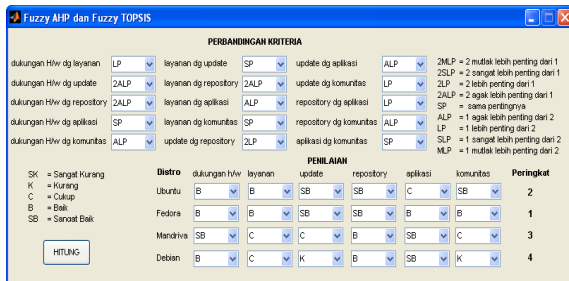 Fuzzy AHP dan Fuzzy TOPSIS
PERBANDINGAN KRITERIA
dukungan H/w dg layanan LP layanan dg update SP update dg aplikasi ALP
dukungan H/w dg update 2ALP layanan dg repository 2ALP update dg komunitas LP
dukungan H/w dg repository 2ALP layanan dg aplikasi ALP repository dg aplikasi LP
dukungan H/w dg aplikasi SP layanan dg komunitas SP repository dg komunitas ALP
dukungan H/w dg komunitas ALP update dg repository 2LP aplikasi dg komunitas SP
2MLP = 2 mutlak lebih penting dari 1
2SLP = 2 sangat lebih penting dari 1
2LP = 2 lebih penting dari 1
2ALP = 2 agak lebih penting dari 1
SP = sama pentingnya
ALP = 1 agak lebih penting dari 2
LP = 1 lebih penting dari 2
SLP = 1 sangat lebih penting dari 2
MLP = 1 mutlak lebih penting dari 2
PENILAIAN
SK = Sangat Kurang
K = Kurang
C = Cukup
B = Baik
SB = Sangat Baik
HITUNG
Distro dukungan h/w layanan update repository aplikasi komunitas Peringkat
Ubuntu B B SB SB C SB 2
Fedora B B SB SB B B 1
Mandriva SB C C B SB C 3
Debian B C K B SB K 4